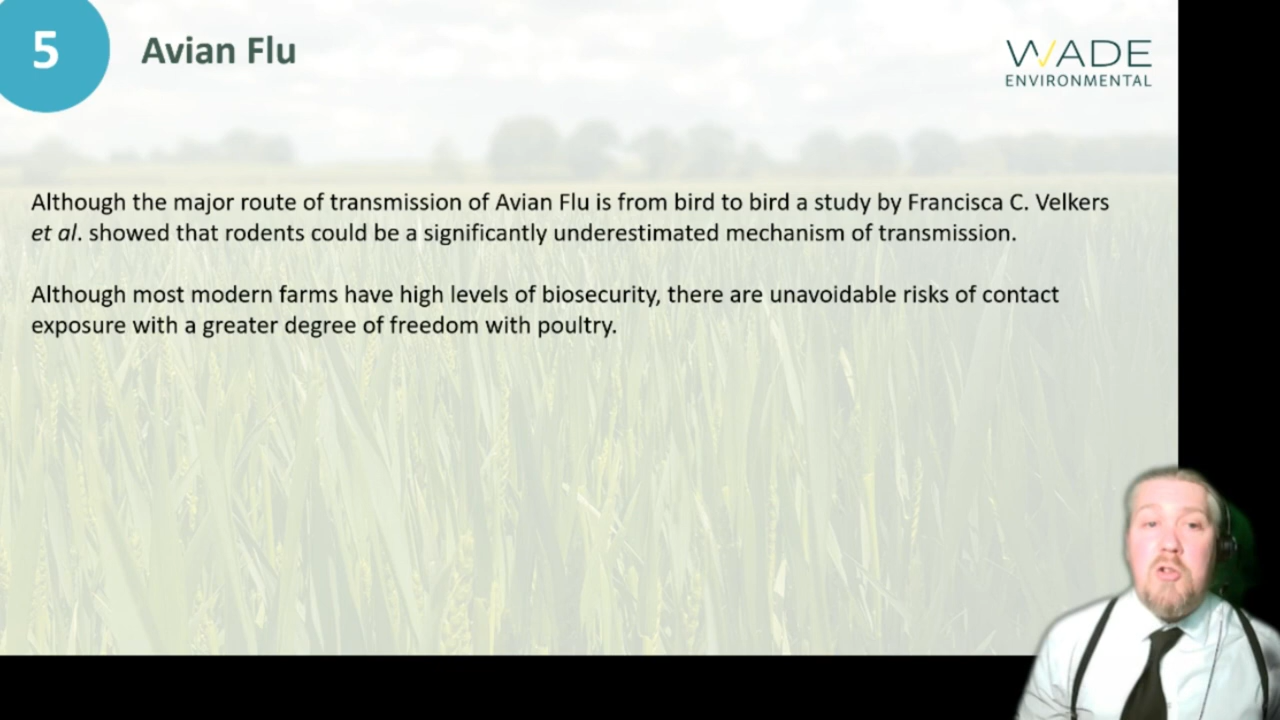 5
Avian Flu
WADE
ENVIRONMENTAL
Although the major route of transmission of Avian Flu is from bird to bird a study by Francisca C. Velkers
et al. showed that rodents could be a significantly underestimated mechanism of transmission.
Although most modern farms have high levels of biosecurity, there are unavoidable risks of contact
exposure with a greater degree of freedom with poultry.